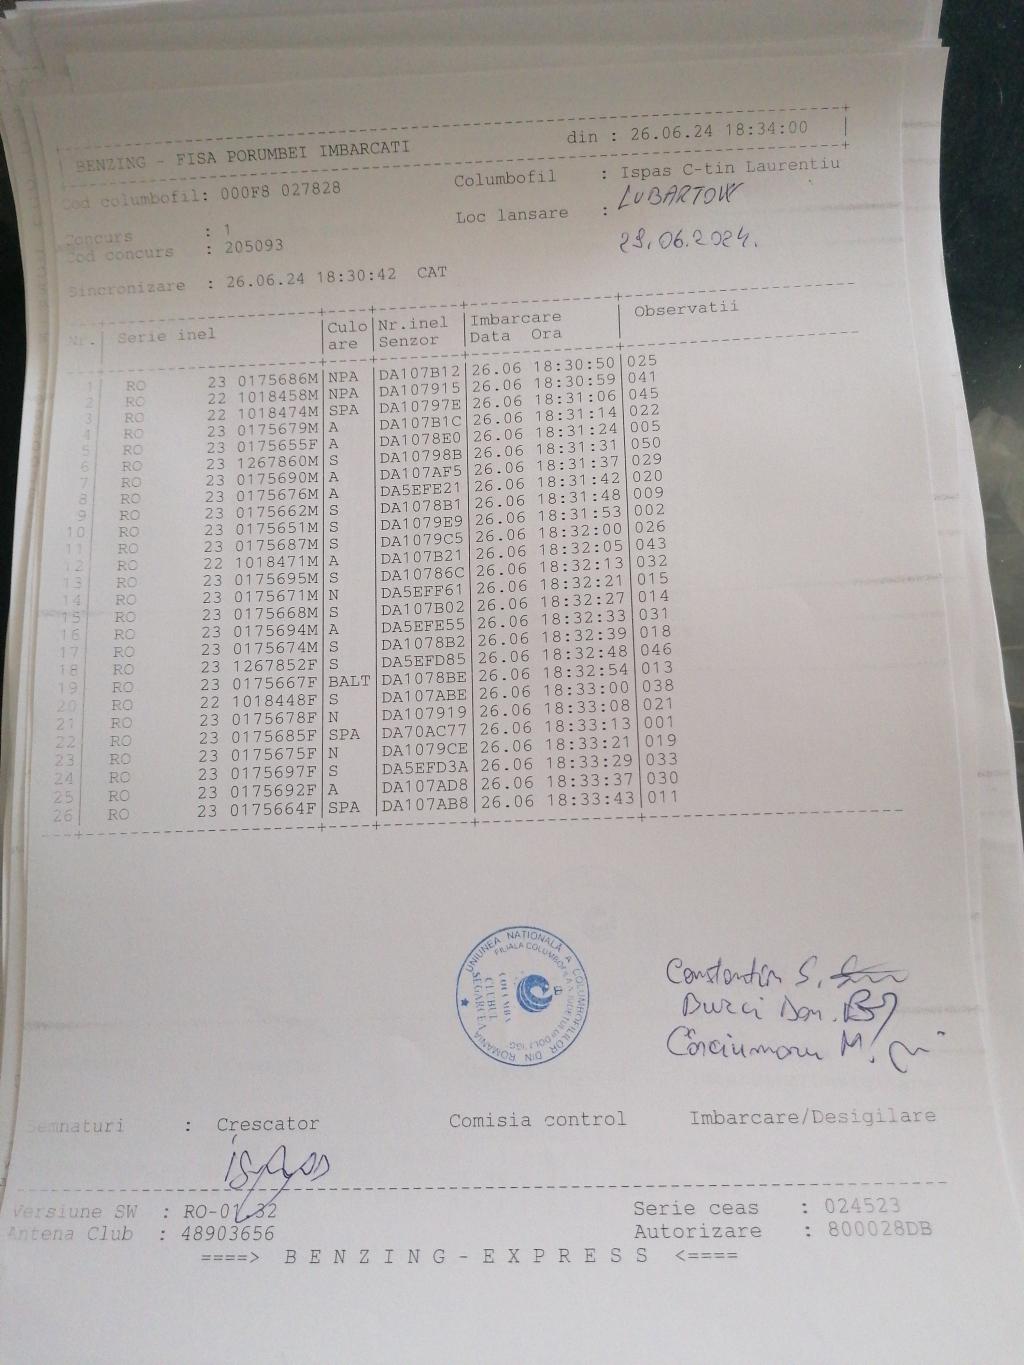 BENZING - FISA PORUMBEI IMBARCATI din : 26.06.24 18:34:00
Cod columbofil: 000F8 027828 Columbofil : Ispas C-tin Laurentiu
Loc lansare : LUBARTOW
Concurs : 1
Cod concurs : 205093 29.06.2024.
Sincronizare : 26.06.24 18:30:42 CAT
Nr. Serie inel Culoare Nr.inel Senzor Imbarcare Data Ora Observatii
1 RO 23 0175686M NPA DA107B12 26.06 18:30:50 025
2 RO 22 1018458M NPA DA107915 26.06 18:30:59 041
3 RO 22 1018474M SPA DA10797E 26.06 18:31:06 045
4 RO 23 0175679M A DA107B1C 26.06 18:31:14 022
5 RO 23 0175655F A DA1078E0 26.06 18:31:24 005
6 RO 23 1267860M S DA10798B 26.06 18:31:31 050
7 RO 23 0175690M A DA107AF5 26.06 18:31:37 029
8 RO 23 0175676M A DA5EFE21 26.06 18:31:42 020
9 RO 23 0175662M S DA1078B1 26.06 18:31:48 009
10 RO 23 0175651M S DA1079E9 26.06 18:31:53 002
11 RO 23 0175687M S DA1079C5 26.06 18:32:00 026
12 RO 22 1018471M A DA107B21 26.06 18:32:05 043
13 RO 23 0175695M S DA10786C 26.06 18:32:13 032
14 RO 23 0175671M N DA5EFF61 26.06 18:32:21 015
15 RO 23 0175668M S DA107B02 26.06 18:32:27 014
16 RO 23 0175694M A DA5EFE55 26.06 18:32:33 031
17 RO 23 0175674M S DA1078B2 26.06 18:32:39 018
18 RO 23 1267852F S DA5EFD85 26.06 18:32:48 046
19 RO 23 0175667F BALT DA1078BE 26.06 18:32:54 013
20 RO 22 1018448F S DA107ABE 26.06 18:33:00 038
21 RO 23 0175678F N DA107919 26.06 18:33:08 021
22 RO 23 0175685F SPA DA70AC77 26.06 18:33:13 001
23 RO 23 0175675F N DA1079CE 26.06 18:33:21 019
24 RO 23 0175697F S DA5EFD3A 26.06 18:33:29 033
25 RO 23 0175692F A DA107AD8 26.06 18:33:37 030
26 RO 23 0175664F SPA DA107AB8 26.06 18:33:43 011
UNIUNEA NATIONALĂ A COLUMBOFILILOR DIN ROMANIA
CLUBUL COLUMBA SEGARCEA
Constantin S.
Burci Dan.
Cârciumaru M.
Semnaturi : Crescator Comisia control Imbarcare/Desigilare
Ispas
Versiune SW : RO-01.32 Serie ceas : 024523
Antena Club : 48903656 Autorizare : 800028DB
====> B E N Z I N G - E X P R E S S <====